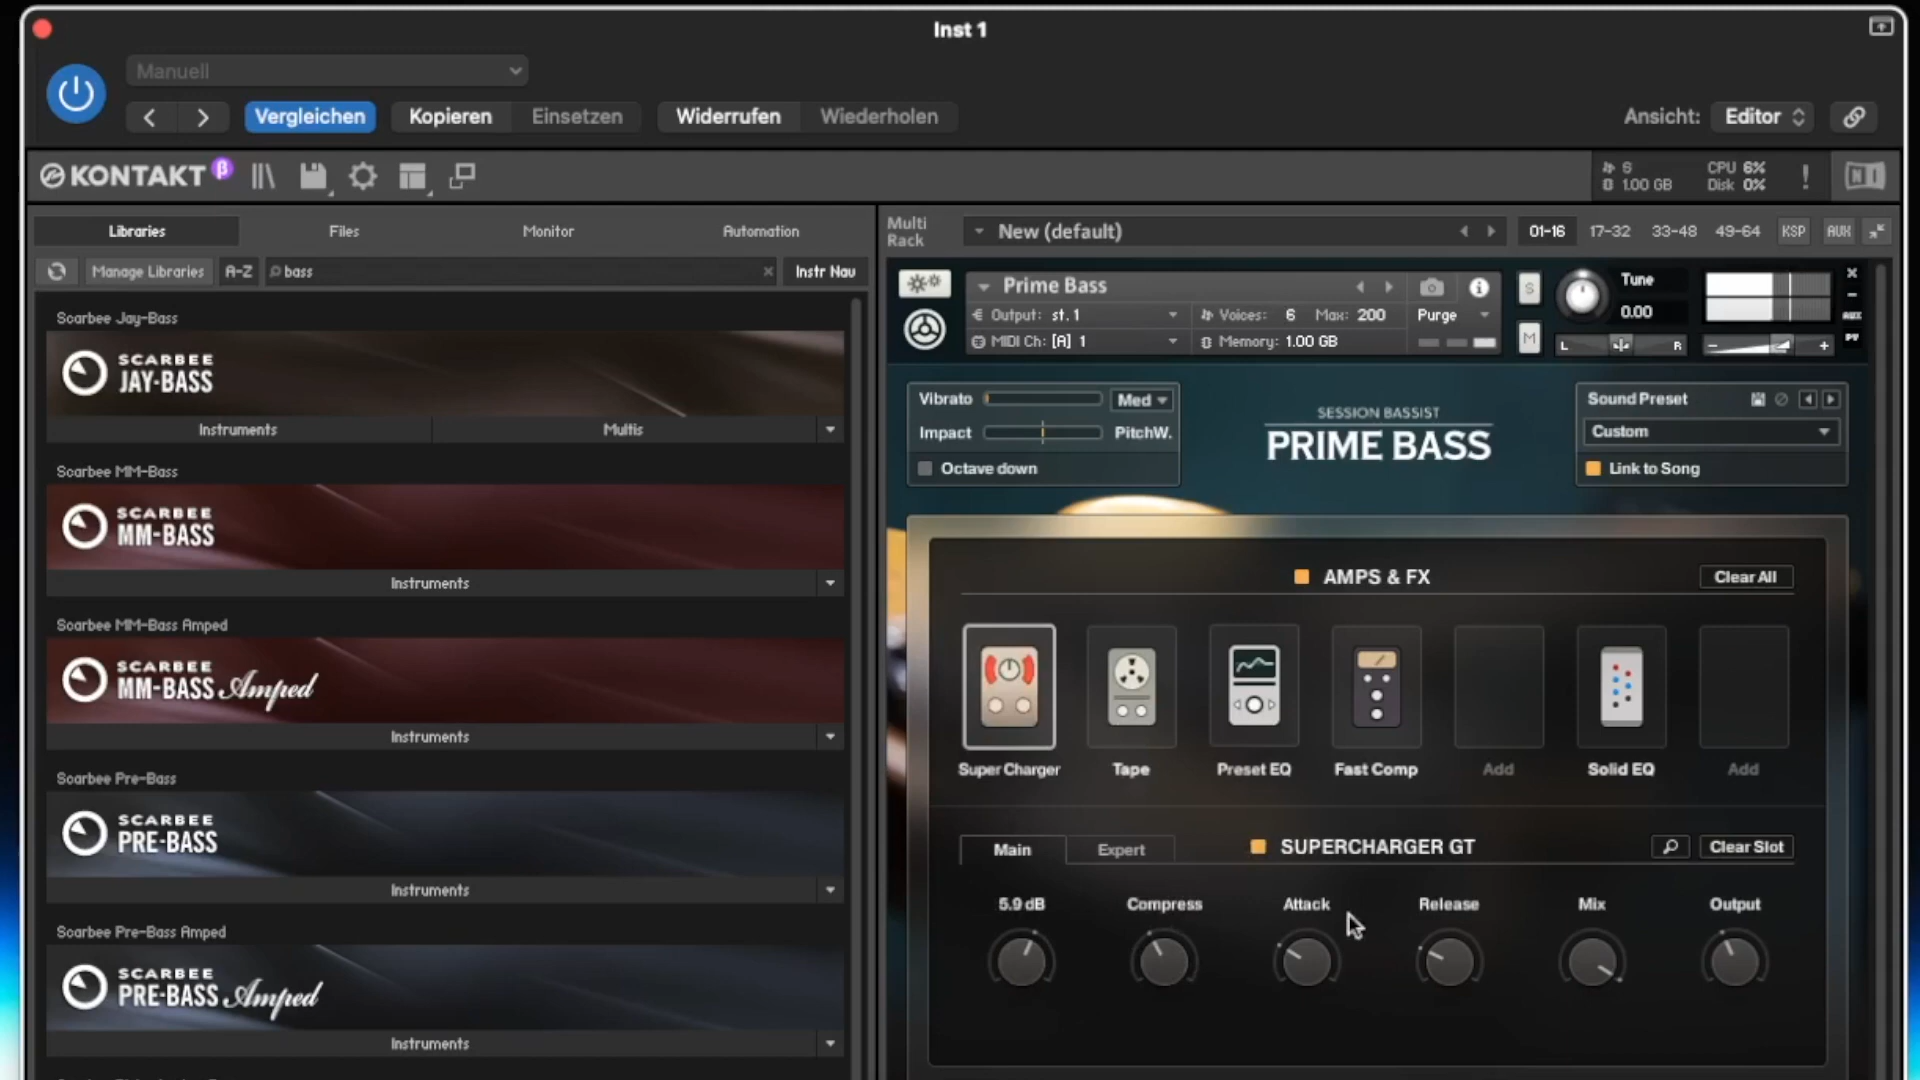 Inst 1
Manuell
Vergleichen
Kopieren
Einsetzen
Widerrufen
Wiederholen
Ansicht:
Editor
KONTAKT β
6
1.00 GB
CPU 6%
Disk 0%
!
NI
Libraries
Files
Monitor
Automation
Manage Libraries
A-Z
bass
Instr Nav
Scarbee Jay-Bass
SCARBEE
JAY-BASS
Instruments
Multis
Scarbee MM-Bass
SCARBEE
MM-BASS
Instruments
Scarbee MM-Bass Amped
SCARBEE
MM-BASS Amped
Instruments
Scarbee Pre-Bass
SCARBEE
PRE-BASS
Instruments
Scarbee Pre-Bass Amped
SCARBEE
PRE-BASS Amped
Instruments
Multi
Rack
New (default)
01-16
17-32
33-48
49-64
KSP
AUX
Prime Bass
Output: st.1
Voices: 6 Max: 200
Purge
MIDI Ch: [A] 1
Memory: 1.00 GB
S
M
Tune
0.00
L
R
AUX
PV
Vibrato
Med
Impact
PitchW.
Octave down
SESSION BASSIST
PRIME BASS
Sound Preset
Custom
Link to Song
AMPS & FX
Clear All
Super Charger
Tape
Preset EQ
Fast Comp
Add
Solid EQ
Add
Main
Expert
SUPERCHARGER GT
Clear Slot
5.9 dB
Compress
Attack
Release
Mix
Output